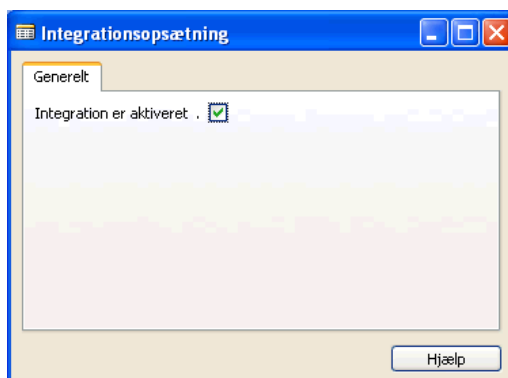 Integrationsopsætning
Generelt
Integration er aktiveret .
Hjælp